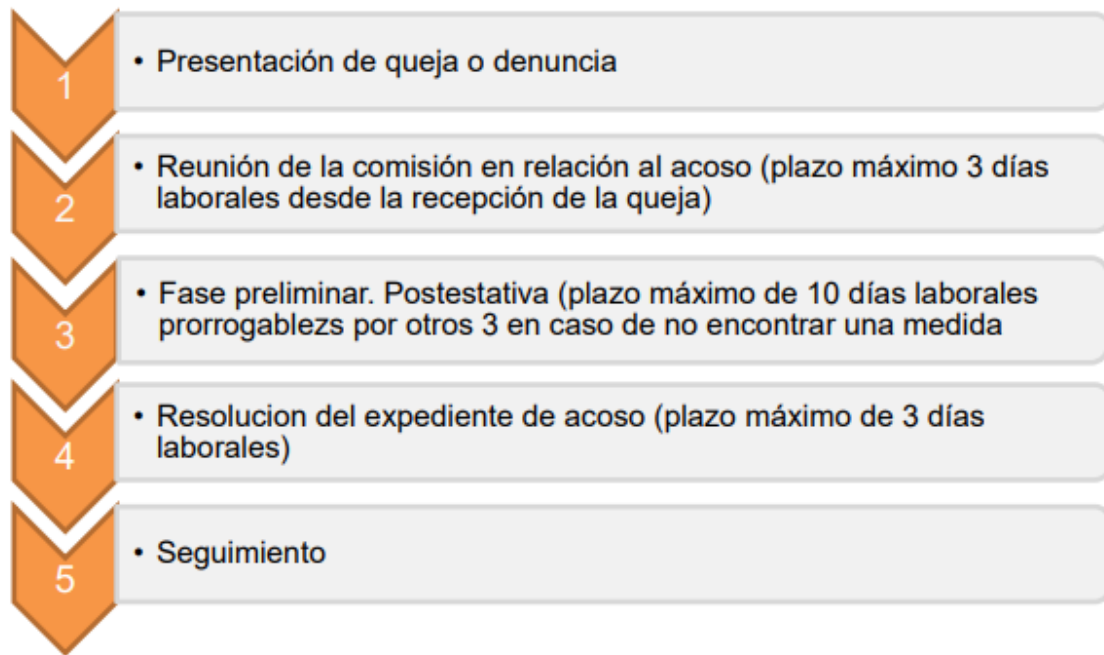 1
• Presentación de queja o denuncia
2
• Reunión de la comisión en relación al acoso (plazo máximo 3 días
laborales desde la recepción de la queja)
3
• Fase preliminar. Postestativa (plazo máximo de 10 días laborales
prorrogablezs por otros 3 en caso de no encontrar una medida
4
• Resolucion del expediente de acoso (plazo máximo de 3 días
laborales)
5
• Seguimiento